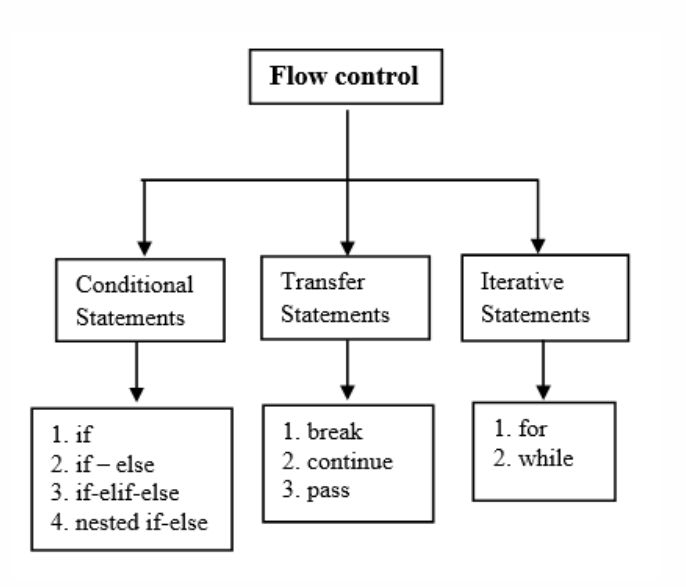 Flow control
Conditional
Statements
Transfer
Statements
Iterative
Statements
1. if
2. if – else
3. if-elif-else
4. nested if-else
1. break
2. continue
3. pass
1. for
2. while